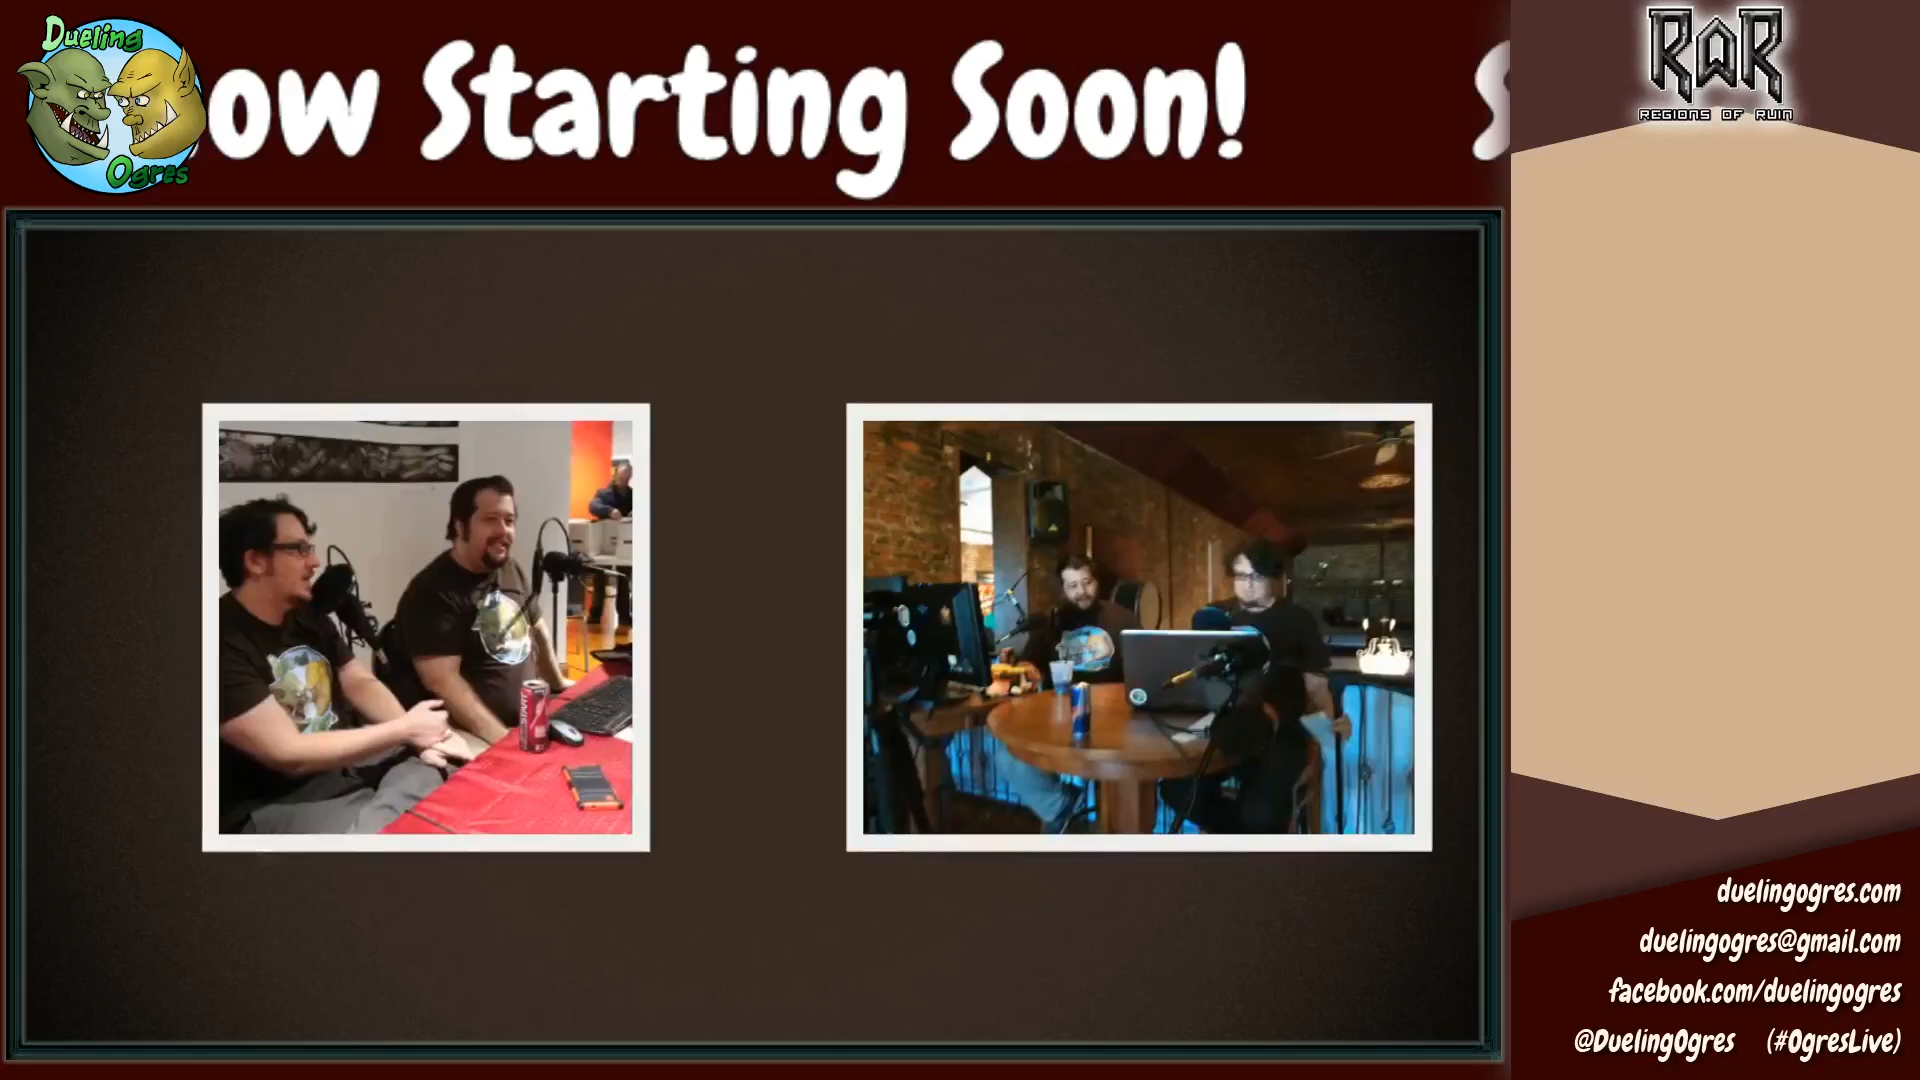 Dueling
Ogres
ow Starting Soon!
S
RoR
REGIONS OF RUIN
START
duelingogres.com
duelingogres@gmail.com
facebook.com/duelingogres
@DuelingOgres (#OgresLive)